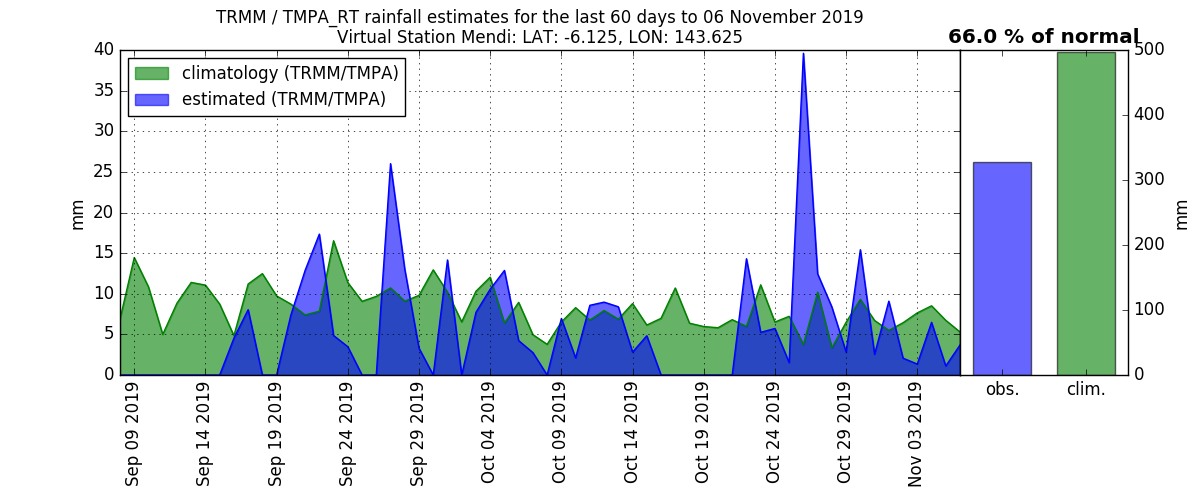 TRMM / TMPA_RT rainfall estimates for the last 60 days to 06 November 2019
Virtual Station Mendi: LAT: -6.125, LON: 143.625
66.0 % of normal
climatology (TRMM/TMPA)
estimated (TRMM/TMPA)
40
35
30
25
20
15
10
5
0
mm
Sep 09 2019
Sep 14 2019
Sep 19 2019
Sep 24 2019
Sep 29 2019
Oct 04 2019
Oct 09 2019
Oct 14 2019
Oct 19 2019
Oct 24 2019
Oct 29 2019
Nov 03 2019
obs.
clim.
500
400
300
200
100
0
mm